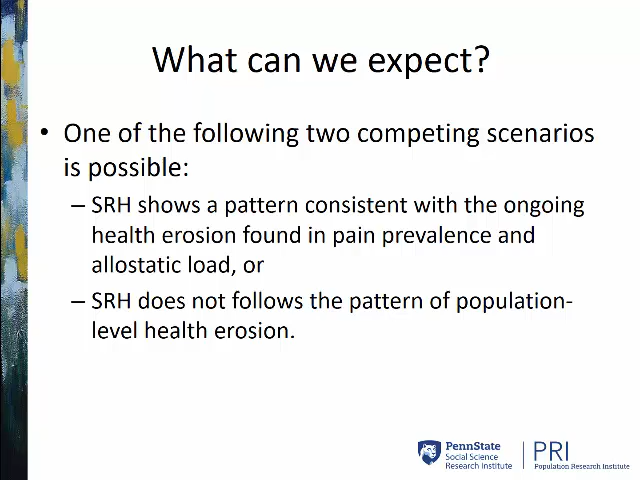 What can we expect?
• One of the following two competing scenarios
is possible:
– SRH shows a pattern consistent with the ongoing
health erosion found in pain prevalence and
allostatic load, or
– SRH does not follows the pattern of population-
level health erosion.
PennState
Social Science
Research Institute
PRI
Population Research Institute